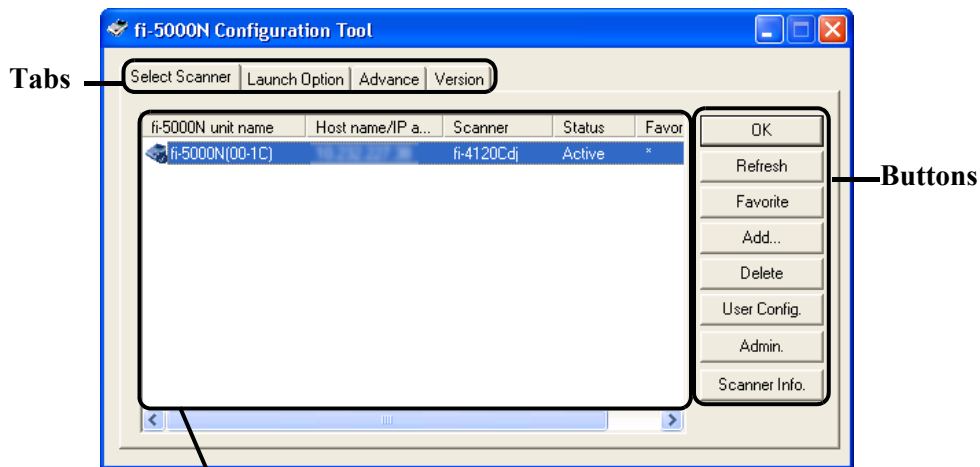 fi-5000N Configuration Tool
Tabs
Select Scanner Launch Option Advance Version
fi-5000N unit name Host name/IP a... Scanner Status Favor
fi-5000N(00-1C) fi-4120Cdj Active *
OK
Refresh
Favorite
Add...
Delete
User Config.
Admin.
Scanner Info.
Buttons